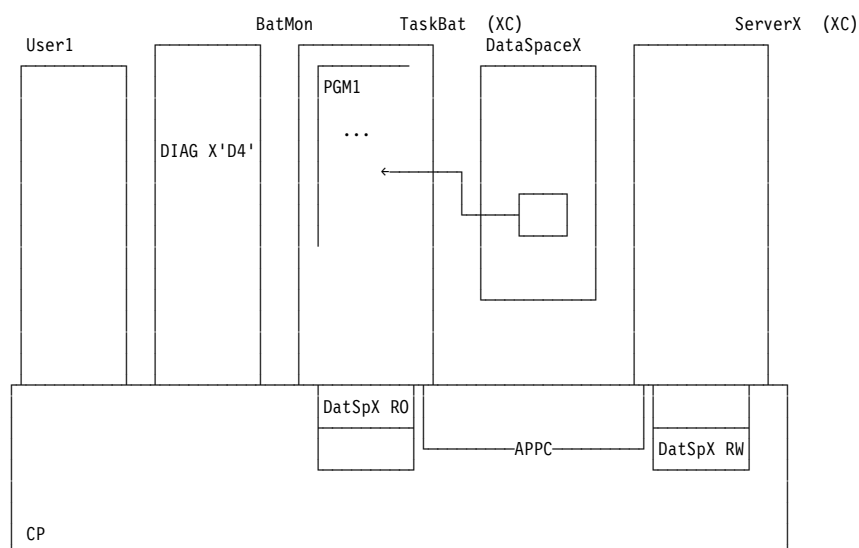 BatMon TaskBat (XC) ServerX (XC)
User1 DataSpaceX
PGM1
...
DIAG X'D4'
DatSpX RO
APPC DatSpX RW
CP